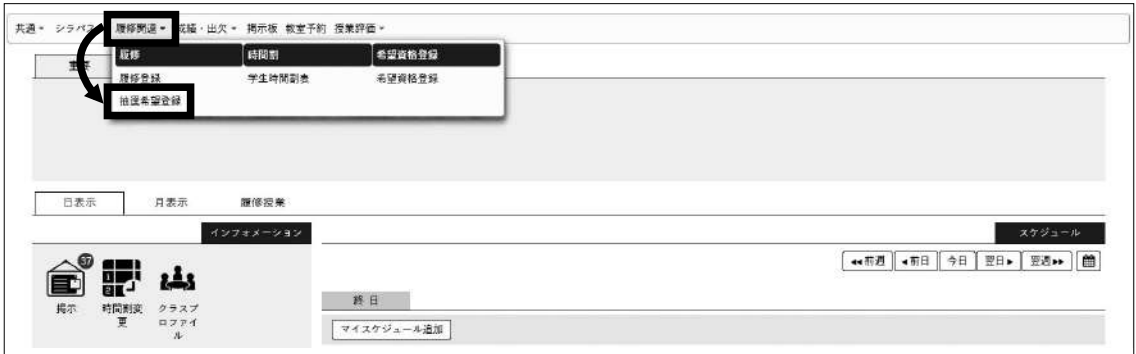 共通 シラバス 履修関連 成績・出欠 掲示板 教室予約 授業評価
履修 時間割 希望資格登録
重要
履修登録 学生時間割表 希望資格登録
抽選希望登録
日表示 月表示 履修授業
インフォメーション スケジュール
前週 前日 今日 翌日 翌週
37
掲示 時間割変更 クラスプロファイル
終日
マイスケジュール追加